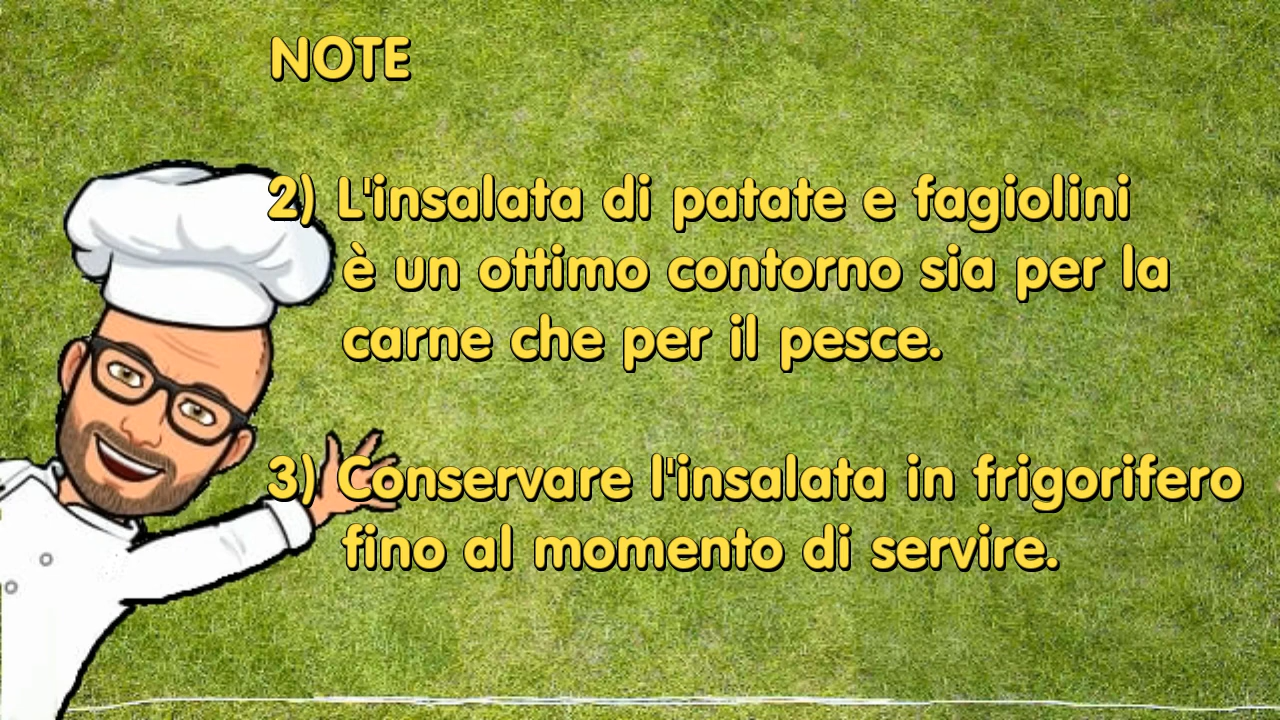 NOTE
2) L'insalata di patate e fagiolini
è un ottimo contorno sia per la
carne che per il pesce.
3) Conservare l'insalata in frigorifero
fino al momento di servire.